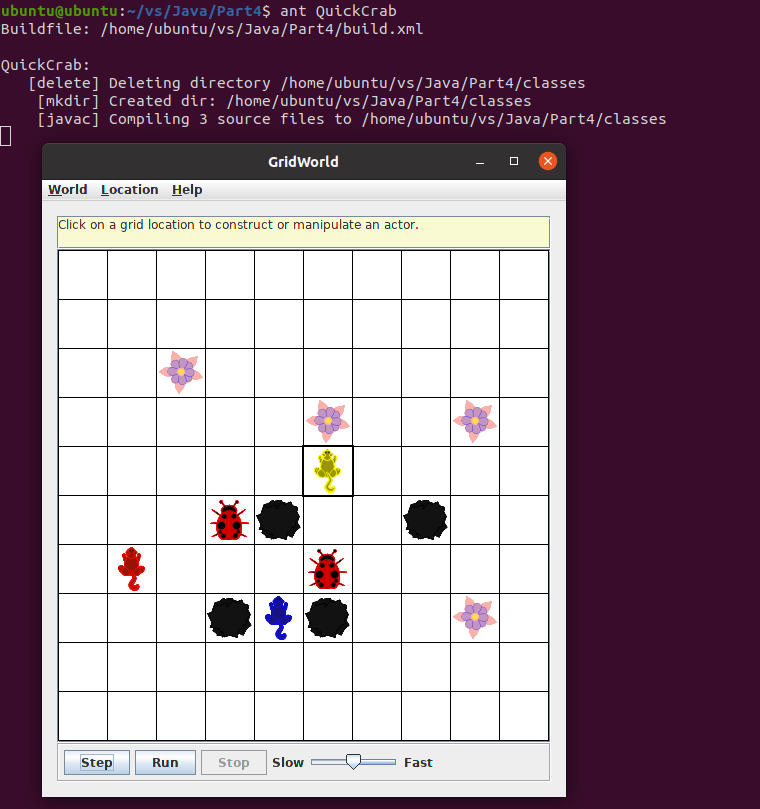 ubuntu@ubuntu:~/vs/Java/Part4$ ant QuickCrab
Buildfile: /home/ubuntu/vs/Java/Part4/build.xml
QuickCrab:
[delete] Deleting directory /home/ubuntu/vs/Java/Part4/classes
[mkdir] Created dir: /home/ubuntu/vs/Java/Part4/classes
[javac] Compiling 3 source files to /home/ubuntu/vs/Java/Part4/classes
GridWorld
World Location Help
Click on a grid location to construct or manipulate an actor.
Step Run Stop Slow Fast